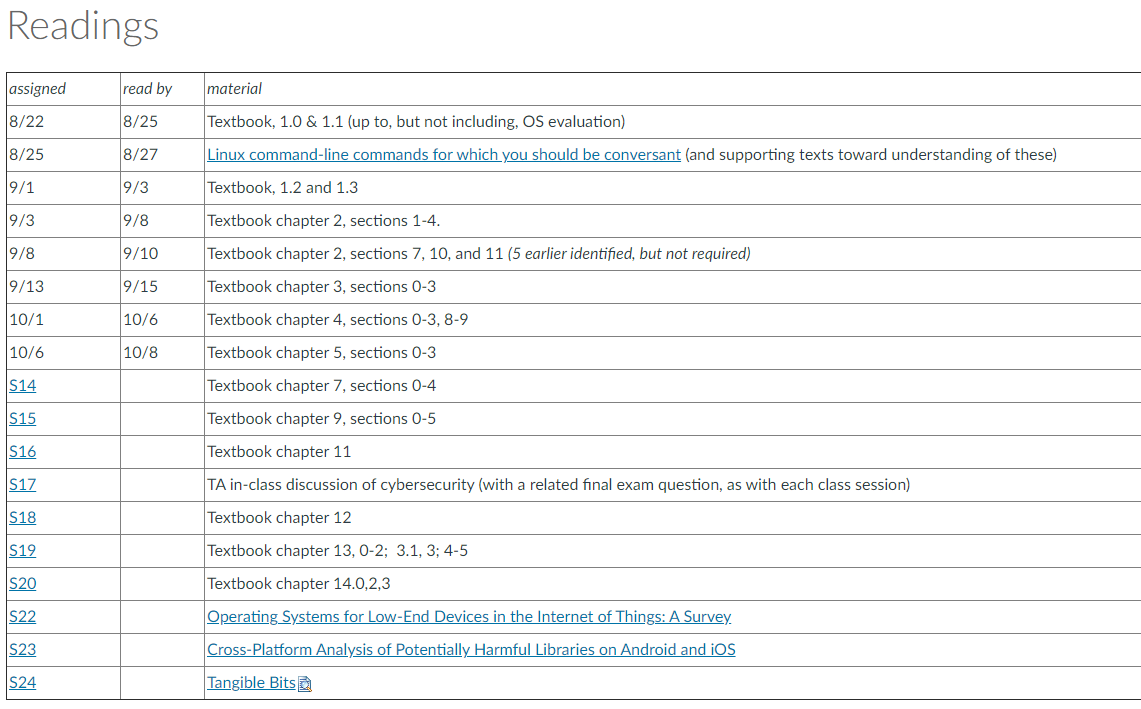 Readings
assigned read by material
8/22 8/25 Textbook, 1.0 & 1.1 (up to, but not including, OS evaluation)
8/25 8/27 Linux command-line commands for which you should be conversant (and supporting texts toward understanding of these)
9/1 9/3 Textbook, 1.2 and 1.3
9/3 9/8 Textbook chapter 2, sections 1-4.
9/8 9/10 Textbook chapter 2, sections 7, 10, and 11 (5 earlier identified, but not required)
9/13 9/15 Textbook chapter 3, sections 0-3
10/1 10/6 Textbook chapter 4, sections 0-3, 8-9
10/6 10/8 Textbook chapter 5, sections 0-3
S14 Textbook chapter 7, sections 0-4
S15 Textbook chapter 9, sections 0-5
S16 Textbook chapter 11
S17 TA in-class discussion of cybersecurity (with a related final exam question, as with each class session)
S18 Textbook chapter 12
S19 Textbook chapter 13, 0-2;  3.1, 3; 4-5
S20 Textbook chapter 14.0,2,3
S22 Operating Systems for Low-End Devices in the Internet of Things: A Survey
S23 Cross-Platform Analysis of Potentially Harmful Libraries on Android and iOS
S24 Tangible Bits